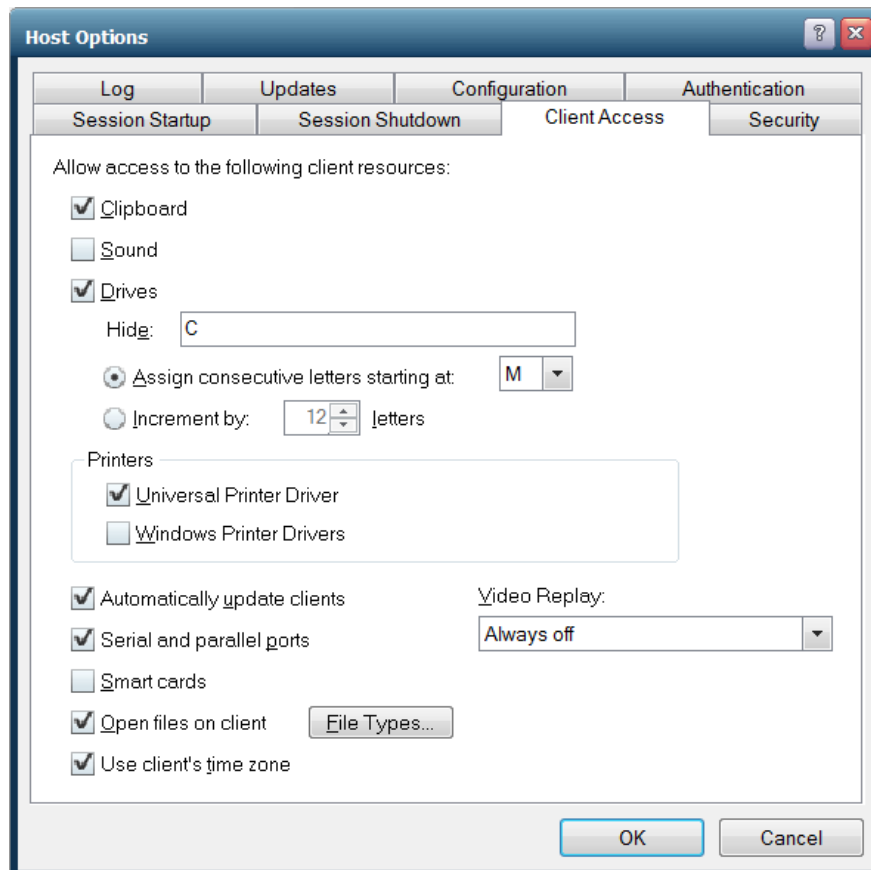 Host Options
Log Updates Configuration Authentication
Session Startup Session Shutdown Client Access Security
Allow access to the following client resources:
Clipboard
Sound
Drives
Hide: C
Assign consecutive letters starting at: M
Increment by: 12 letters
Printers
Universal Printer Driver
Windows Printer Drivers
Automatically update clients Video Replay:
Serial and parallel ports Always off
Smart cards
Open files on client File Types...
Use client's time zone
OK Cancel